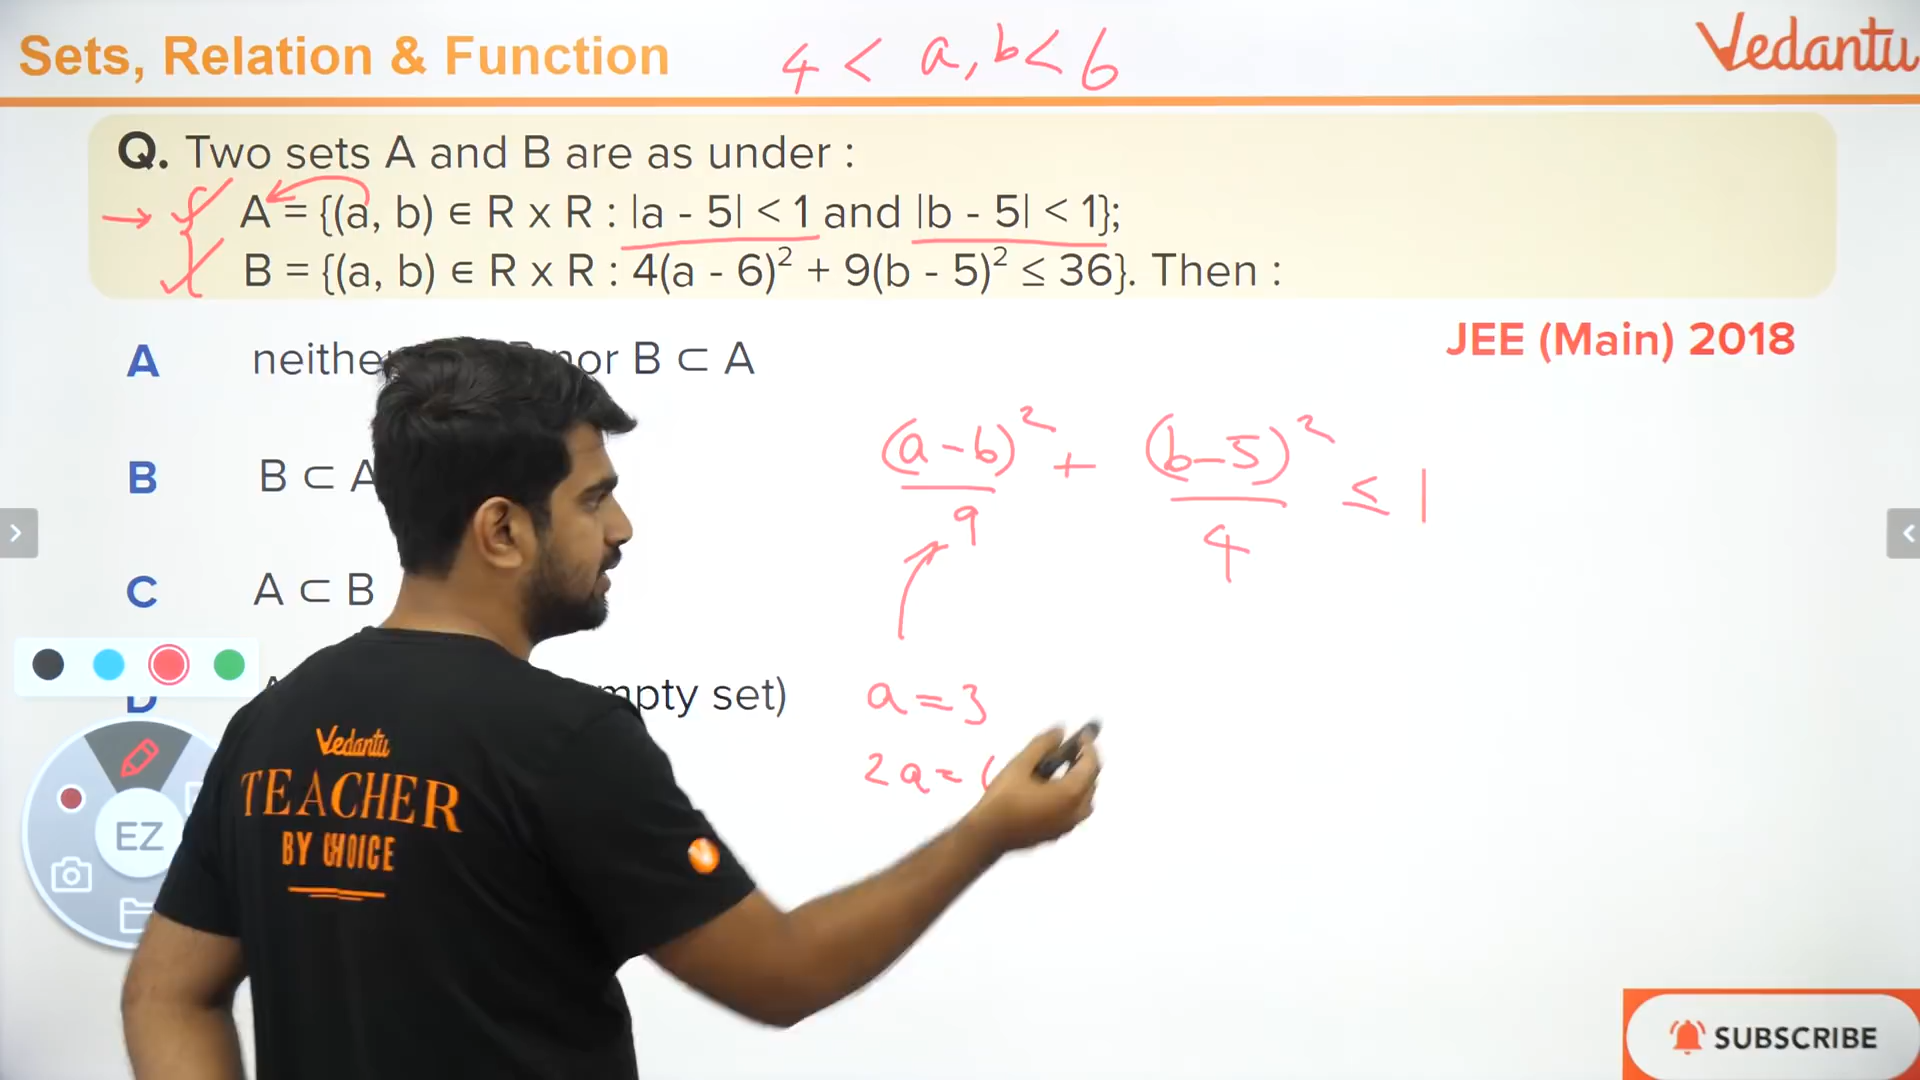 Sets, Relation & Function
4 < a, b < 6
Vedantu
Q. Two sets A and B are as under :
A = {(a, b) ∈ R x R : |a - 5| < 1 and |b - 5| < 1};
B = {(a, b) ∈ R x R : 4(a - 6)² + 9(b - 5)² ≤ 36}. Then :
JEE (Main) 2018
A nor B ⊂ A
B B ⊂ A
C A ⊂ B
D set)
(a-6)²/9 + (b-5)²/4 ≤ 1
a = 3
2a =
Vedantu
TEACHER
BY CHOICE
EZ
SUBSCRIBE